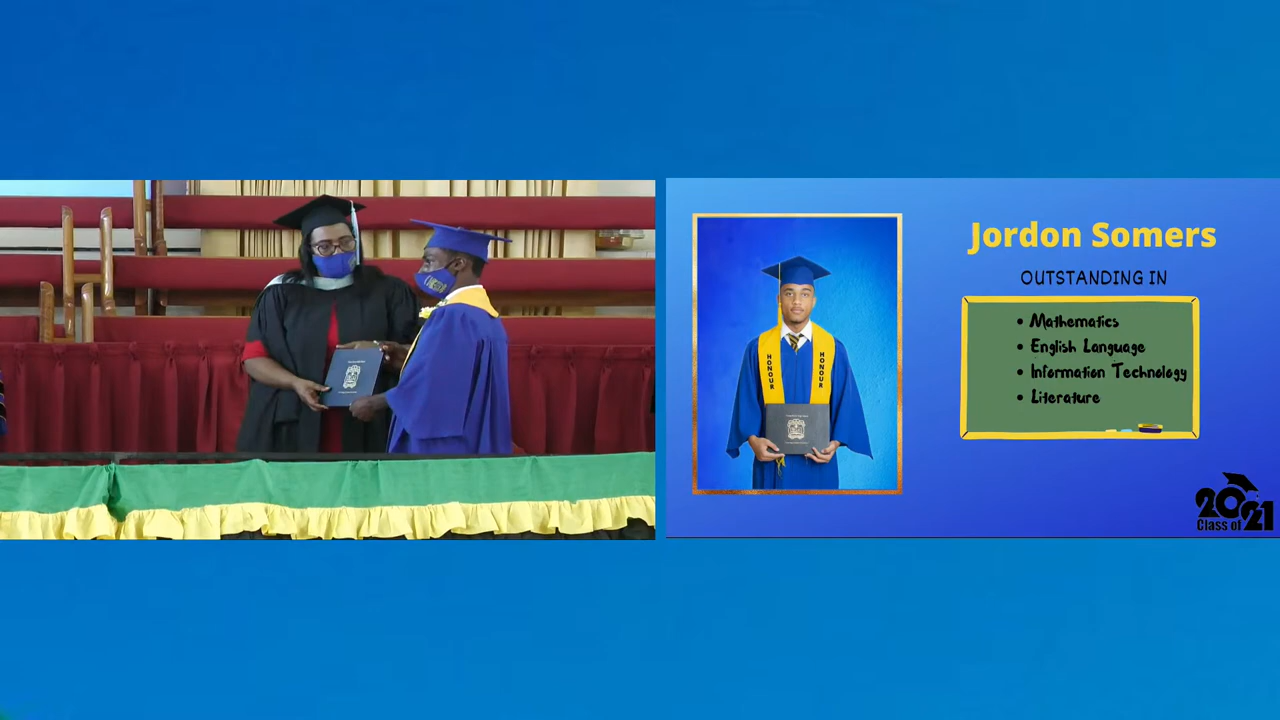 Jordon Somers
OUTSTANDING IN
• Mathematics
• English Language
• Information Technology
• Literature
HONOUR
HONOUR
2021
Class of